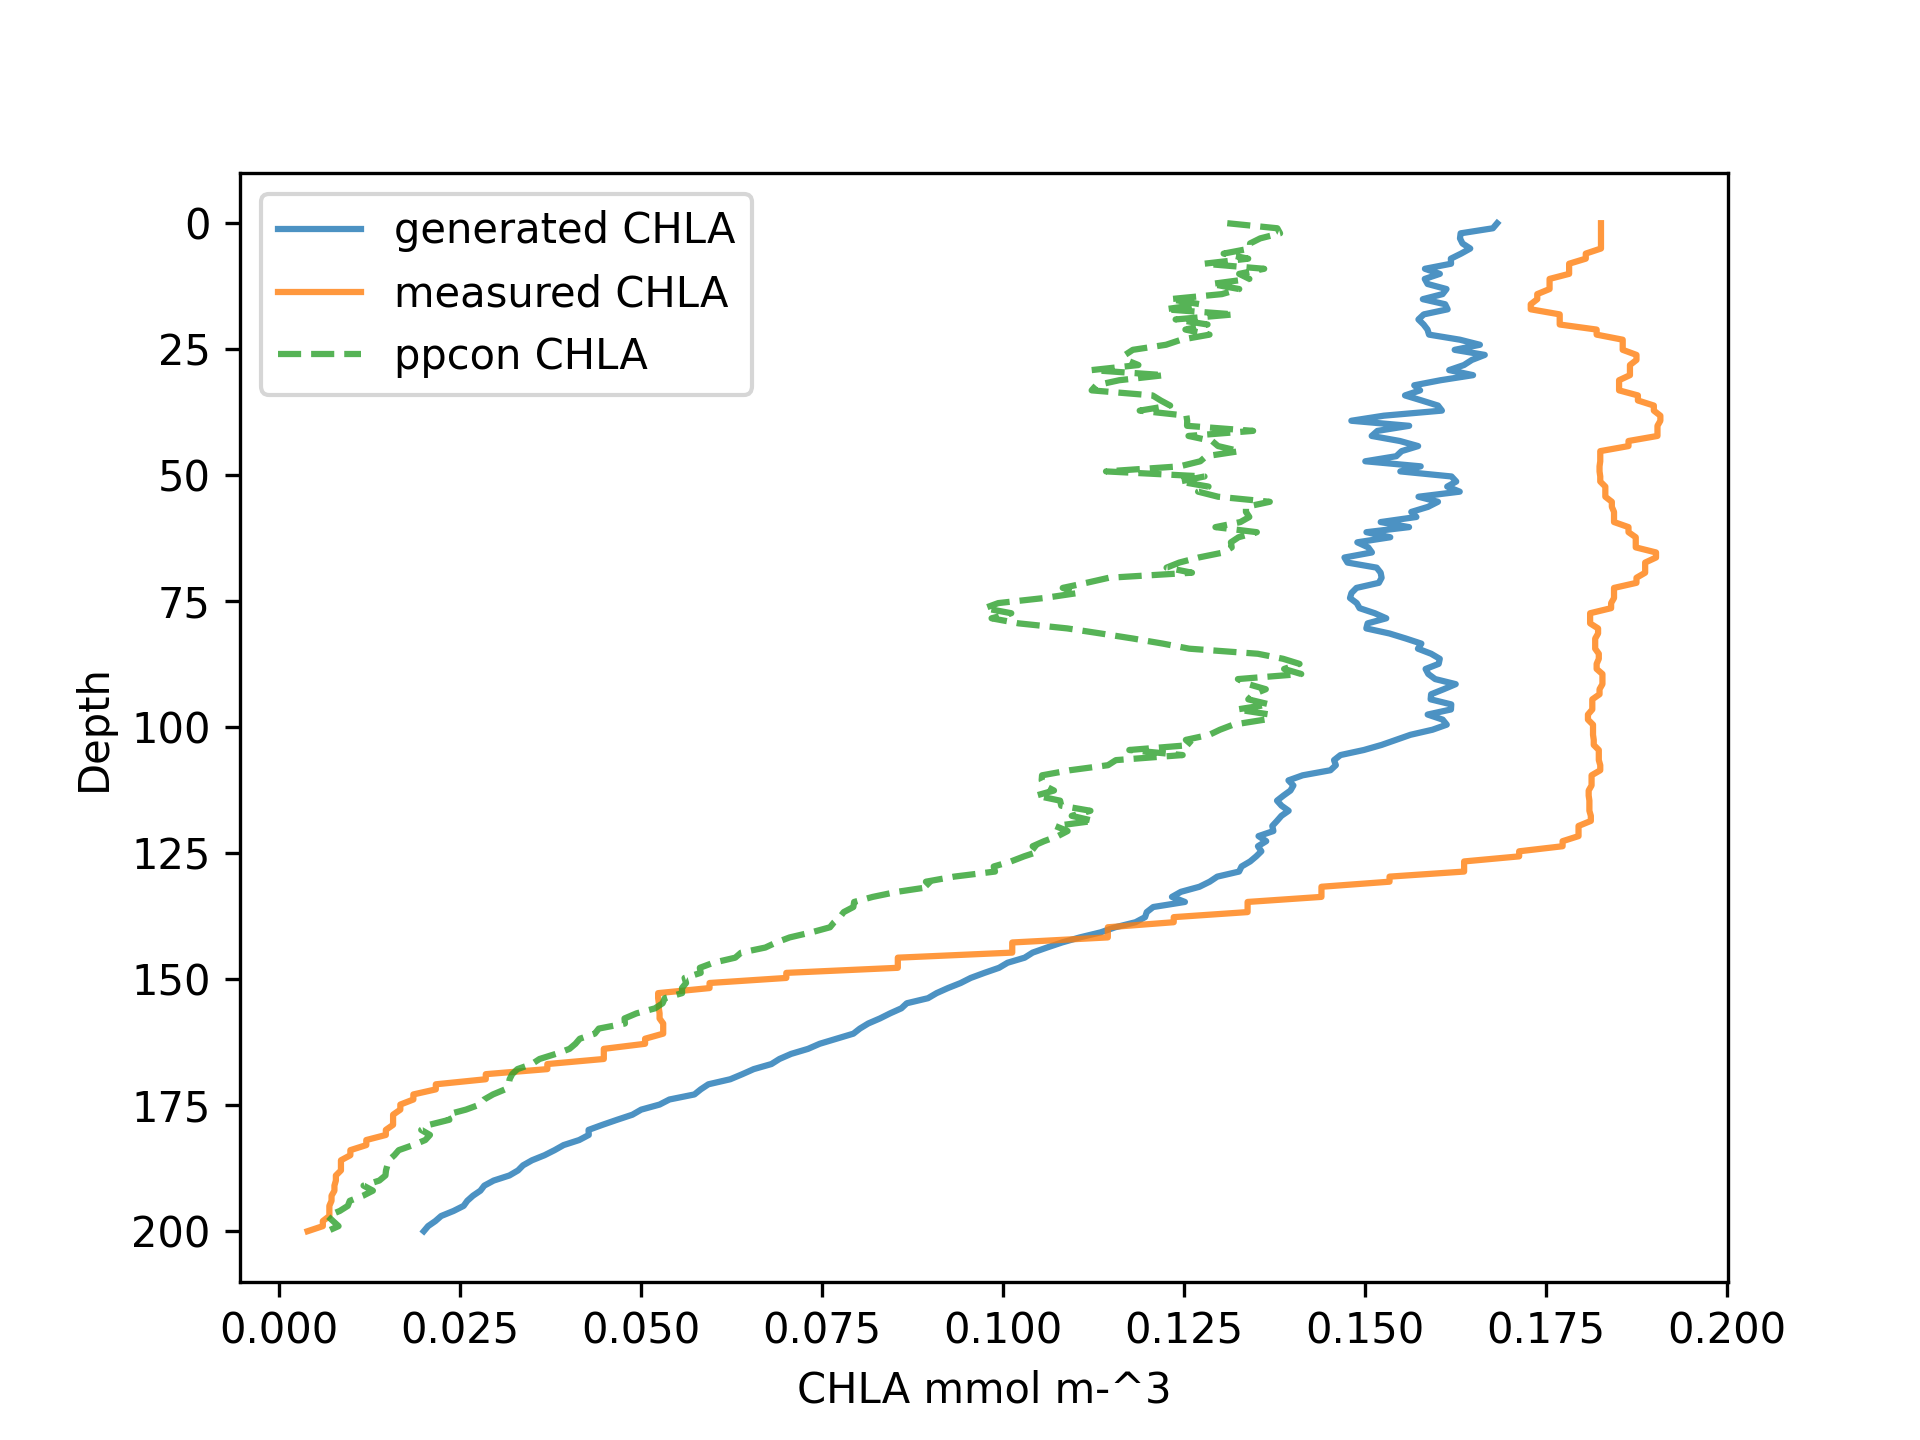 generated CHLA
measured CHLA
ppcon CHLA
0
25
50
75
100
125
150
175
200
Depth
0.000 0.025 0.050 0.075 0.100 0.125 0.150 0.175 0.200
CHLA mmol m-^3